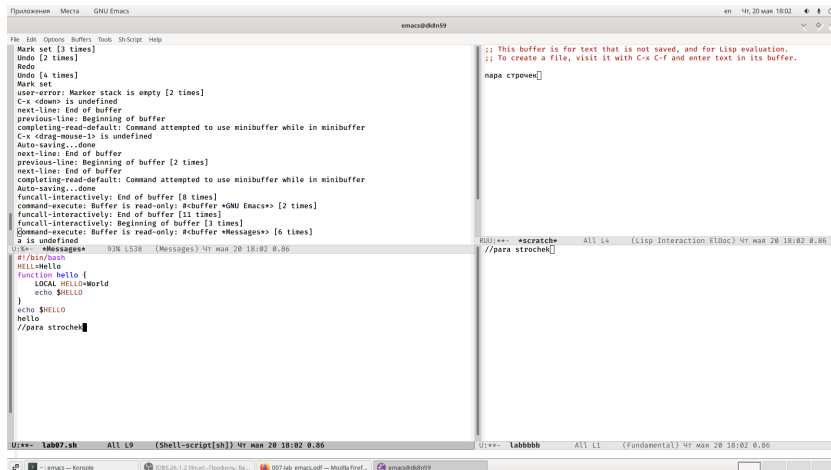 Приложения Места GNU Emacs en Чт, 20 мая 18:02
emacs@dk8n59
File Edit Options Buffers Tools Sh-Script Help
Mark set [3 times]
Undo [2 times]
Redo
Undo [4 times]
Mark set
user-error: Marker stack is empty [2 times]
C-x <down> is undefined
next-line: End of buffer
previous-line: Beginning of buffer
completing-read-default: Command attempted to use minibuffer while in minibuffer
C-x <drag-mouse-1> is undefined
Auto-saving...done
next-line: End of buffer
previous-line: Beginning of buffer [2 times]
next-line: End of buffer
completing-read-default: Command attempted to use minibuffer while in minibuffer
Auto-saving...done
funcall-interactively: End of buffer [8 times]
command-execute: Buffer is read-only: #<buffer *GNU Emacs*> [2 times]
funcall-interactively: End of buffer [11 times]
funcall-interactively: Beginning of buffer [3 times]
command-execute: Buffer is read-only: #<buffer *Messages*> [6 times]
a is undefined
U:%*- *Messages* 93% L538 (Messages) Чт мая 20 18:02 0.86
;; This buffer is for text that is not saved, and for Lisp evaluation.
;; To create a file, visit it with C-x C-f and enter text in its buffer.
пара строчек
RUU:**- *scratch* All L4 (Lisp Interaction ElDoc) Чт мая 20 18:02 0.86
#!/bin/bash
HELL=Hello
function hello {
LOCAL HELLO=World
echo $HELLO
}
echo $HELLO
hello
//para strochek
U:**- lab07.sh All L9 (Shell-script[sh]) Чт мая 20 18:02 0.86
//para strochek
U:**- labbbbb All L1 (Fundamental) Чт мая 20 18:02 0.86
- : emacs — Konsole
007-lab_emacs.pdf — Mozilla Firef...
emacs@dk8n59